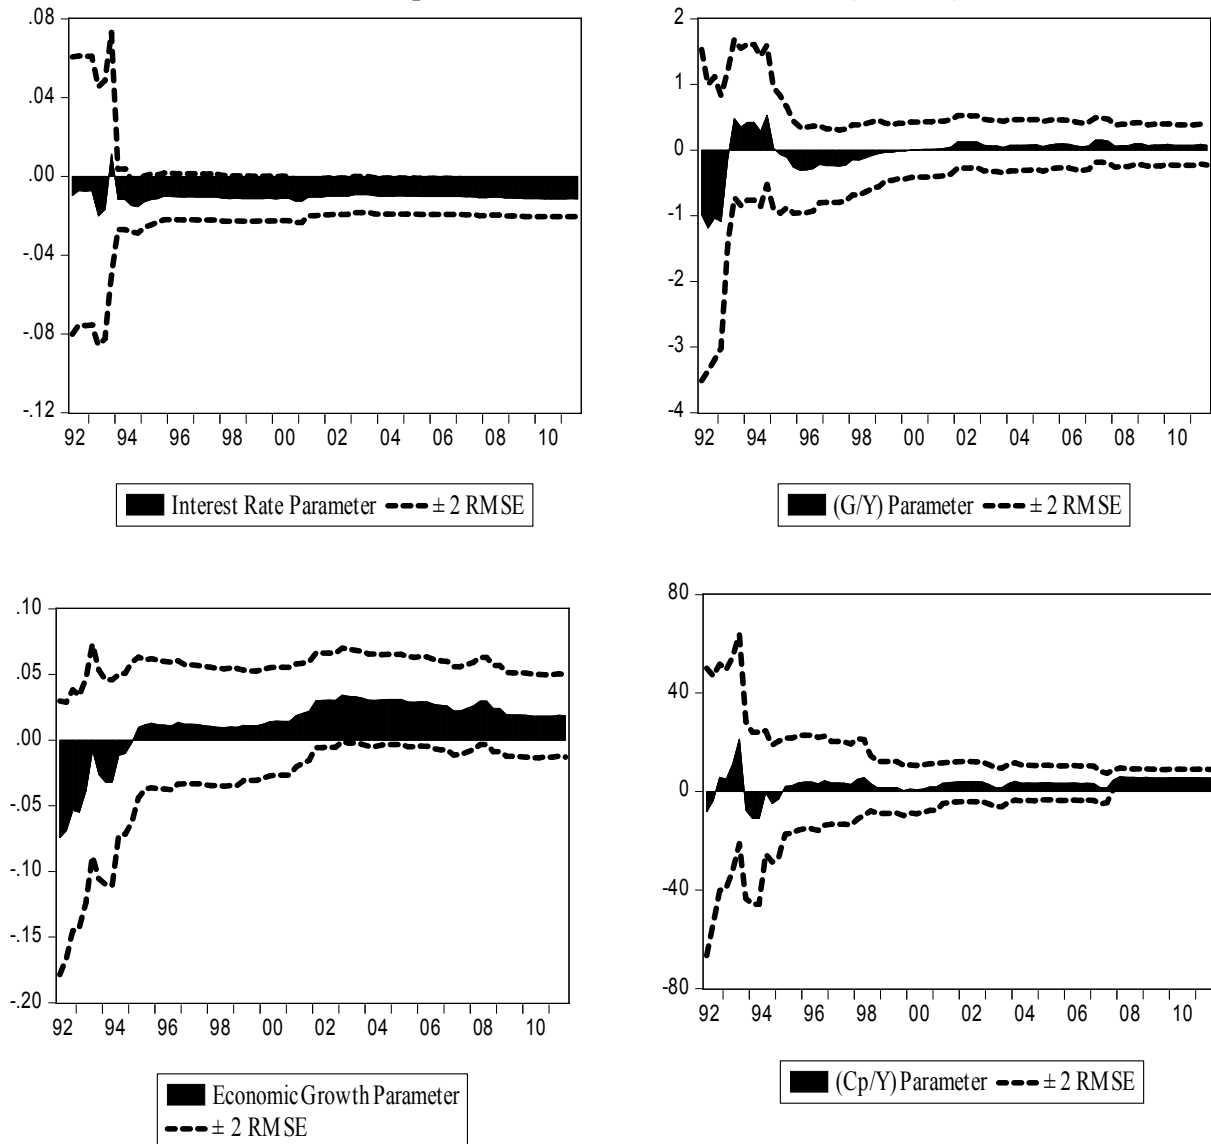 .08
.04
.00
-.04
-.08
-.12
92 94 96 98 00 02 04 06 08 10
Interest Rate Parameter ± 2 RMSE
2
1
0
-1
-2
-3
-4
92 94 96 98 00 02 04 06 08 10
(G/Y) Parameter ± 2 RMSE
.10
.05
.00
-.05
-.10
-.15
-.20
92 94 96 98 00 02 04 06 08 10
Economic Growth Parameter
± 2 RMSE
80
40
0
-40
-80
92 94 96 98 00 02 04 06 08 10
(Cp/Y) Parameter ± 2 RMSE